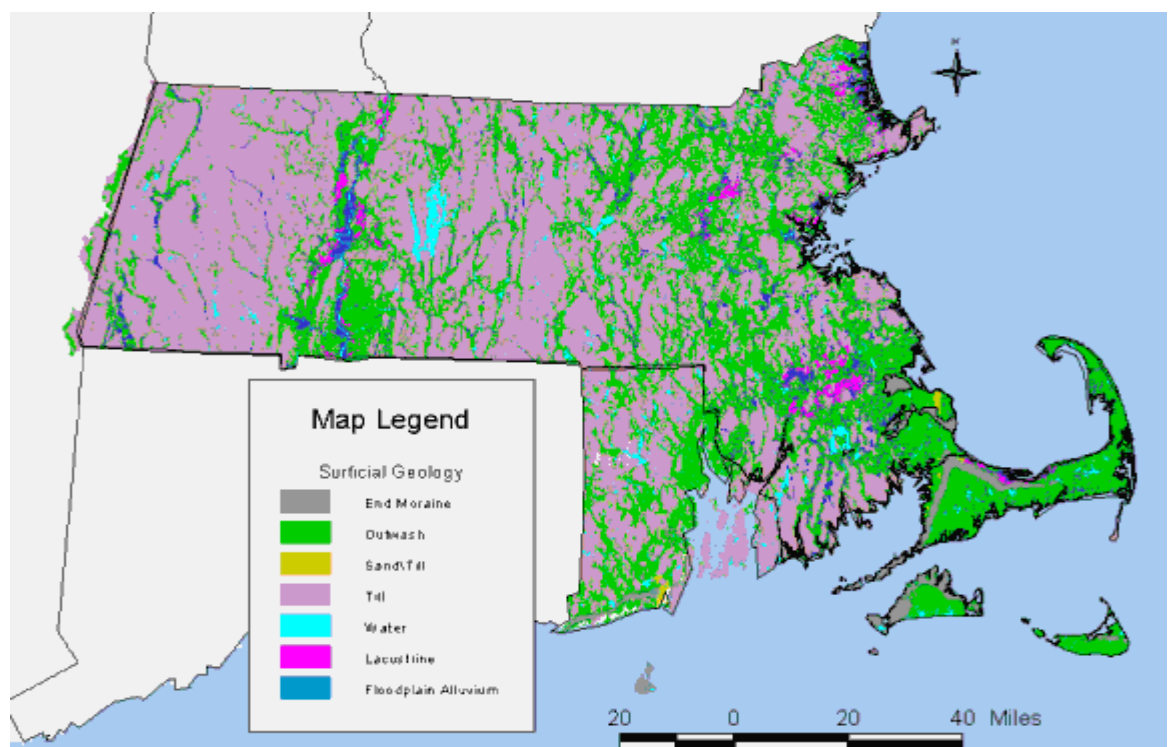 Map Legend
Surficial Geology
End Moraine
Outwash
Sand\Till
Till
Water
Lacustrine
Floodplain Alluvium
20 0 20 40 Miles